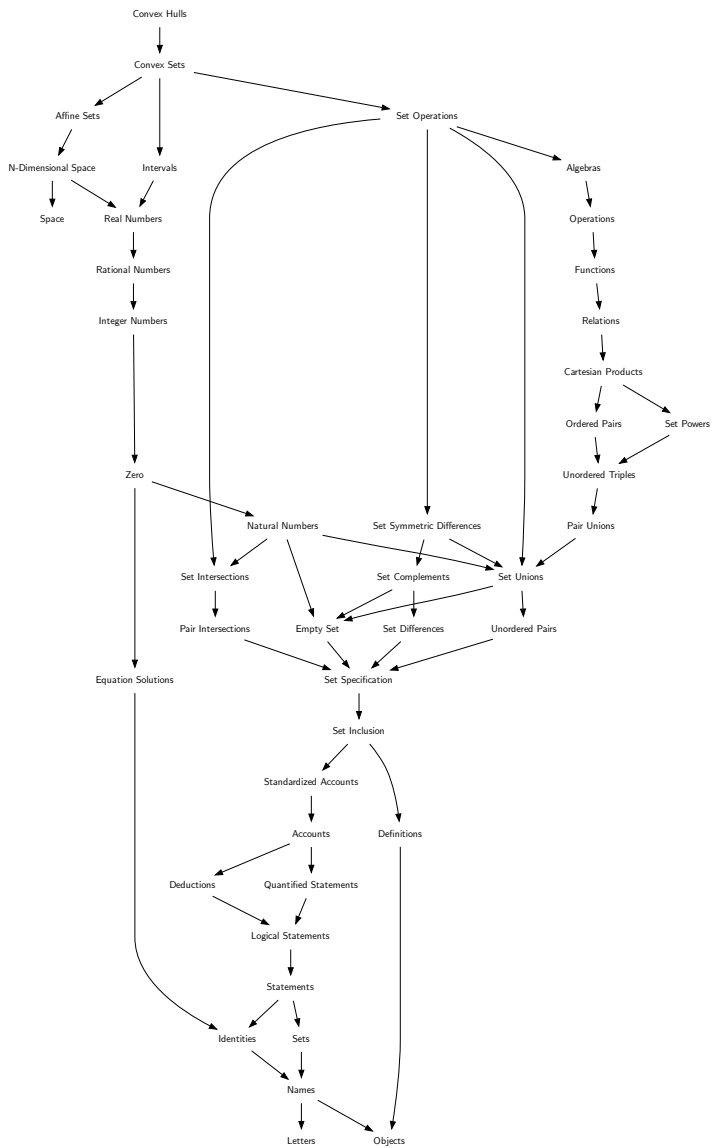 Convex Hulls
Convex Sets
Affine Sets
Set Operations
N-Dimensional Space
Intervals
Algebras
Space
Real Numbers
Operations
Rational Numbers
Functions
Integer Numbers
Relations
Cartesian Products
Ordered Pairs
Set Powers
Zero
Unordered Triples
Natural Numbers
Set Symmetric Differences
Pair Unions
Set Intersections
Set Complements
Set Unions
Pair Intersections
Empty Set
Set Differences
Unordered Pairs
Equation Solutions
Set Specification
Set Inclusion
Standardized Accounts
Accounts
Definitions
Deductions
Quantified Statements
Logical Statements
Statements
Identities
Sets
Names
Letters
Objects